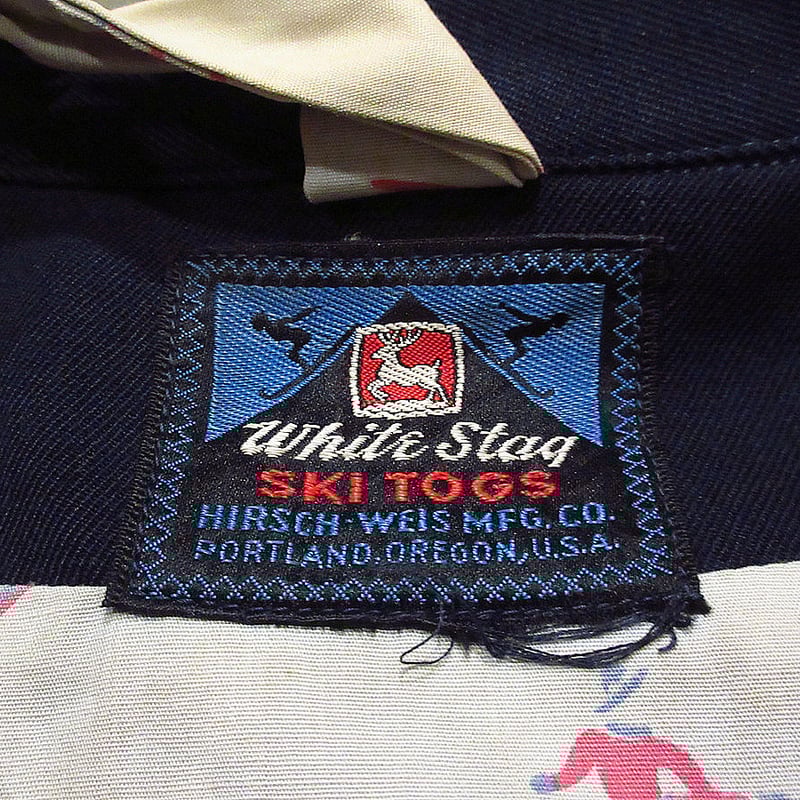 White Stag
SKI TOGS
HIRSCH-WEIS MFG. CO.
PORTLAND, OREGON, U.S.A.